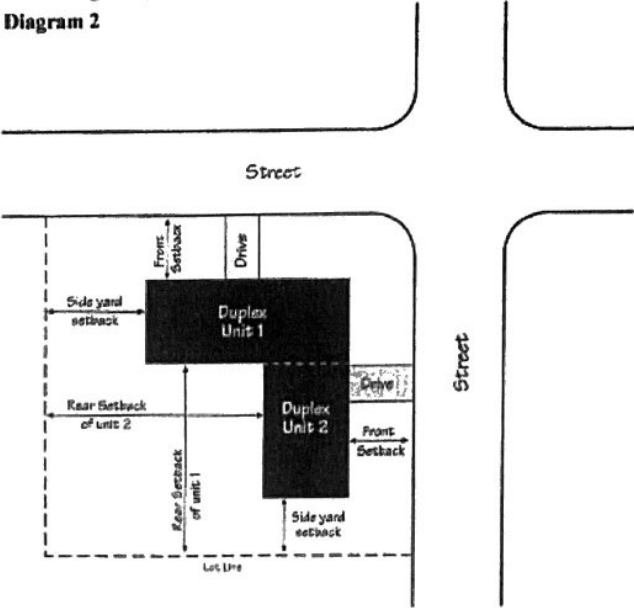 Diagram 2
Street
Front
Setback
Drive
Side yard
setback
Duplex
Unit 1
Street
Drive
Rear Setback
of unit 2
Duplex
Unit 2
Rear Setback
of unit 1
Front
Setback
Side yard
setback
Lot Line